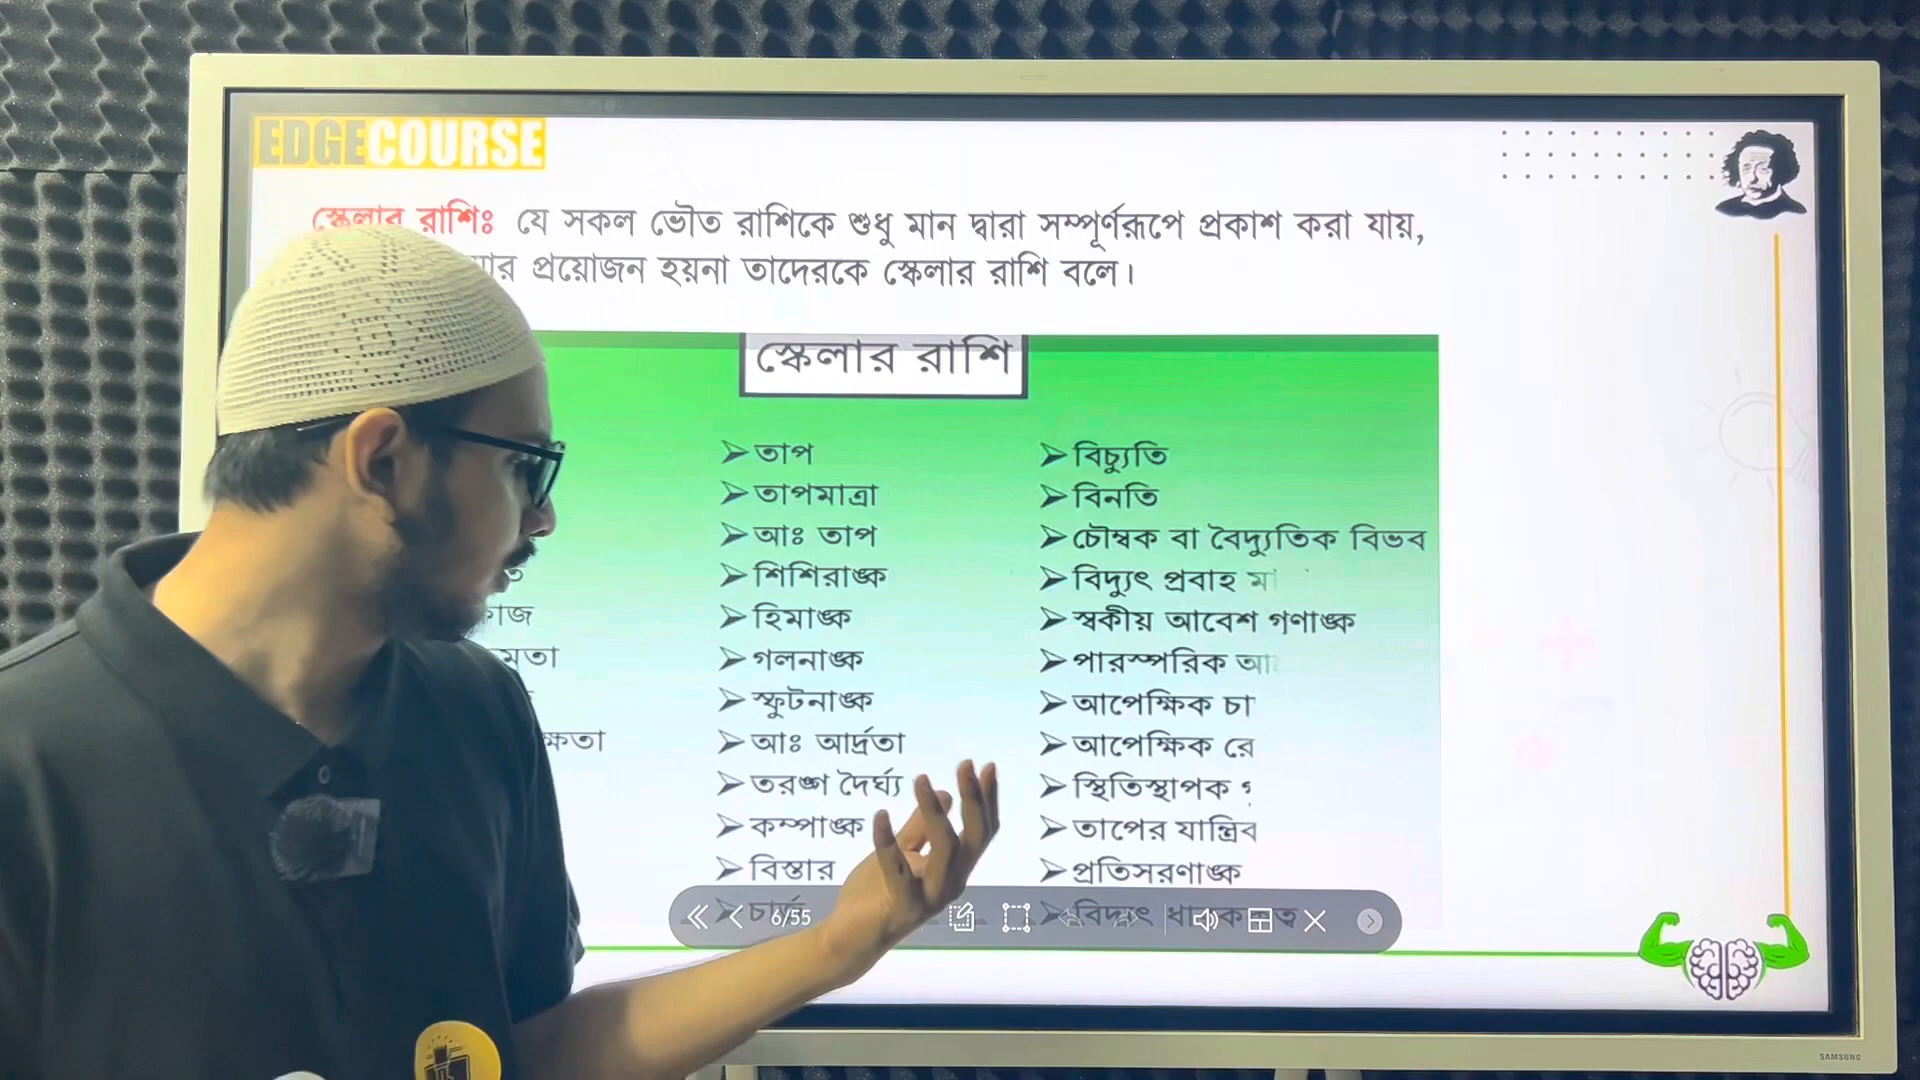 EDGECOURSE
স্কেলার রাশিঃ যে সকল ভৌত রাশিকে শুধু মান দ্বারা সম্পূর্ণরূপে প্রকাশ করা যায়,
প্রয়োজন হয়না তাদেরকে স্কেলার রাশি বলে।
স্কেলার রাশি
তাপ
তাপমাত্রা
আঃ তাপ
শিশিরাঙ্ক
হিমাঙ্ক
গলনাঙ্ক
স্ফুটনাঙ্ক
আঃ আর্দ্রতা
তরঙ্গ দৈর্ঘ্য
কম্পাঙ্ক
বিস্তার
বিচ্যুতি
বিনতি
চৌম্বক বা বৈদ্যুতিক বিভব
বিদ্যুৎ প্রবাহ
স্বকীয় আবেশ গণাঙ্ক
পারস্পরিক
আপেক্ষিক
আপেক্ষিক
স্থিতিস্থাপক
তাপের
প্রতিসরণাঙ্ক
6/55
SAMSUNG